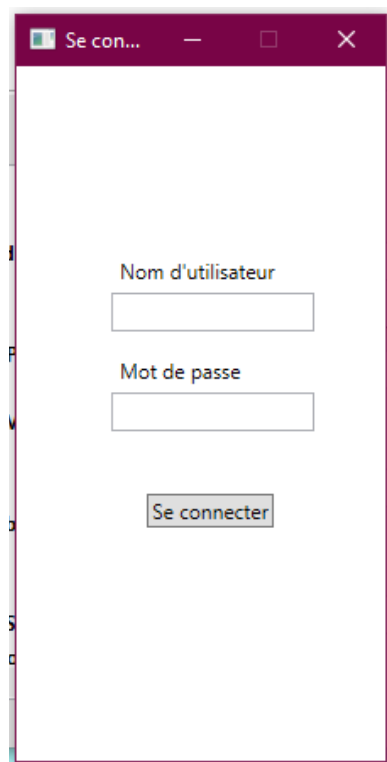 Se con...
Nom d'utilisateur
Mot de passe
Se connecter